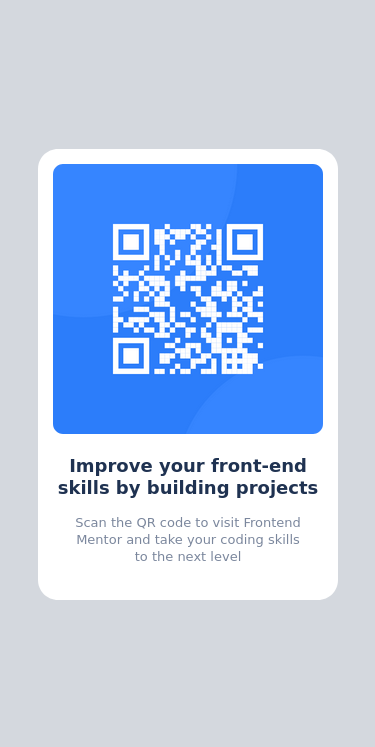 Improve your front-end
skills by building projects
Scan the QR code to visit Frontend
Mentor and take your coding skills
to the next level